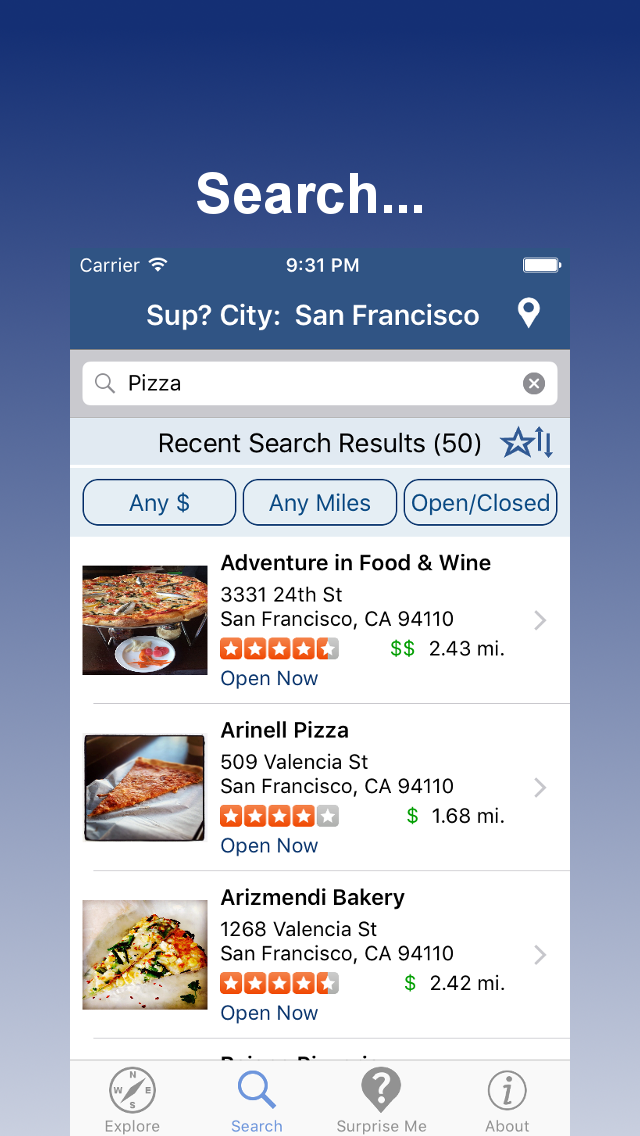 Search...
Carrier 9:31 PM
Sup? City: San Francisco
Pizza
Recent Search Results (50)
Any $ Any Miles Open/Closed
Adventure in Food & Wine
3331 24th St
San Francisco, CA 94110
$$ 2.43 mi.
Open Now
Arinell Pizza
509 Valencia St
San Francisco, CA 94110
$ 1.68 mi.
Open Now
Arizmendi Bakery
1268 Valencia St
San Francisco, CA 94110
$ 2.42 mi.
Open Now
N
W E
S
?
i
Explore Search Surprise Me About